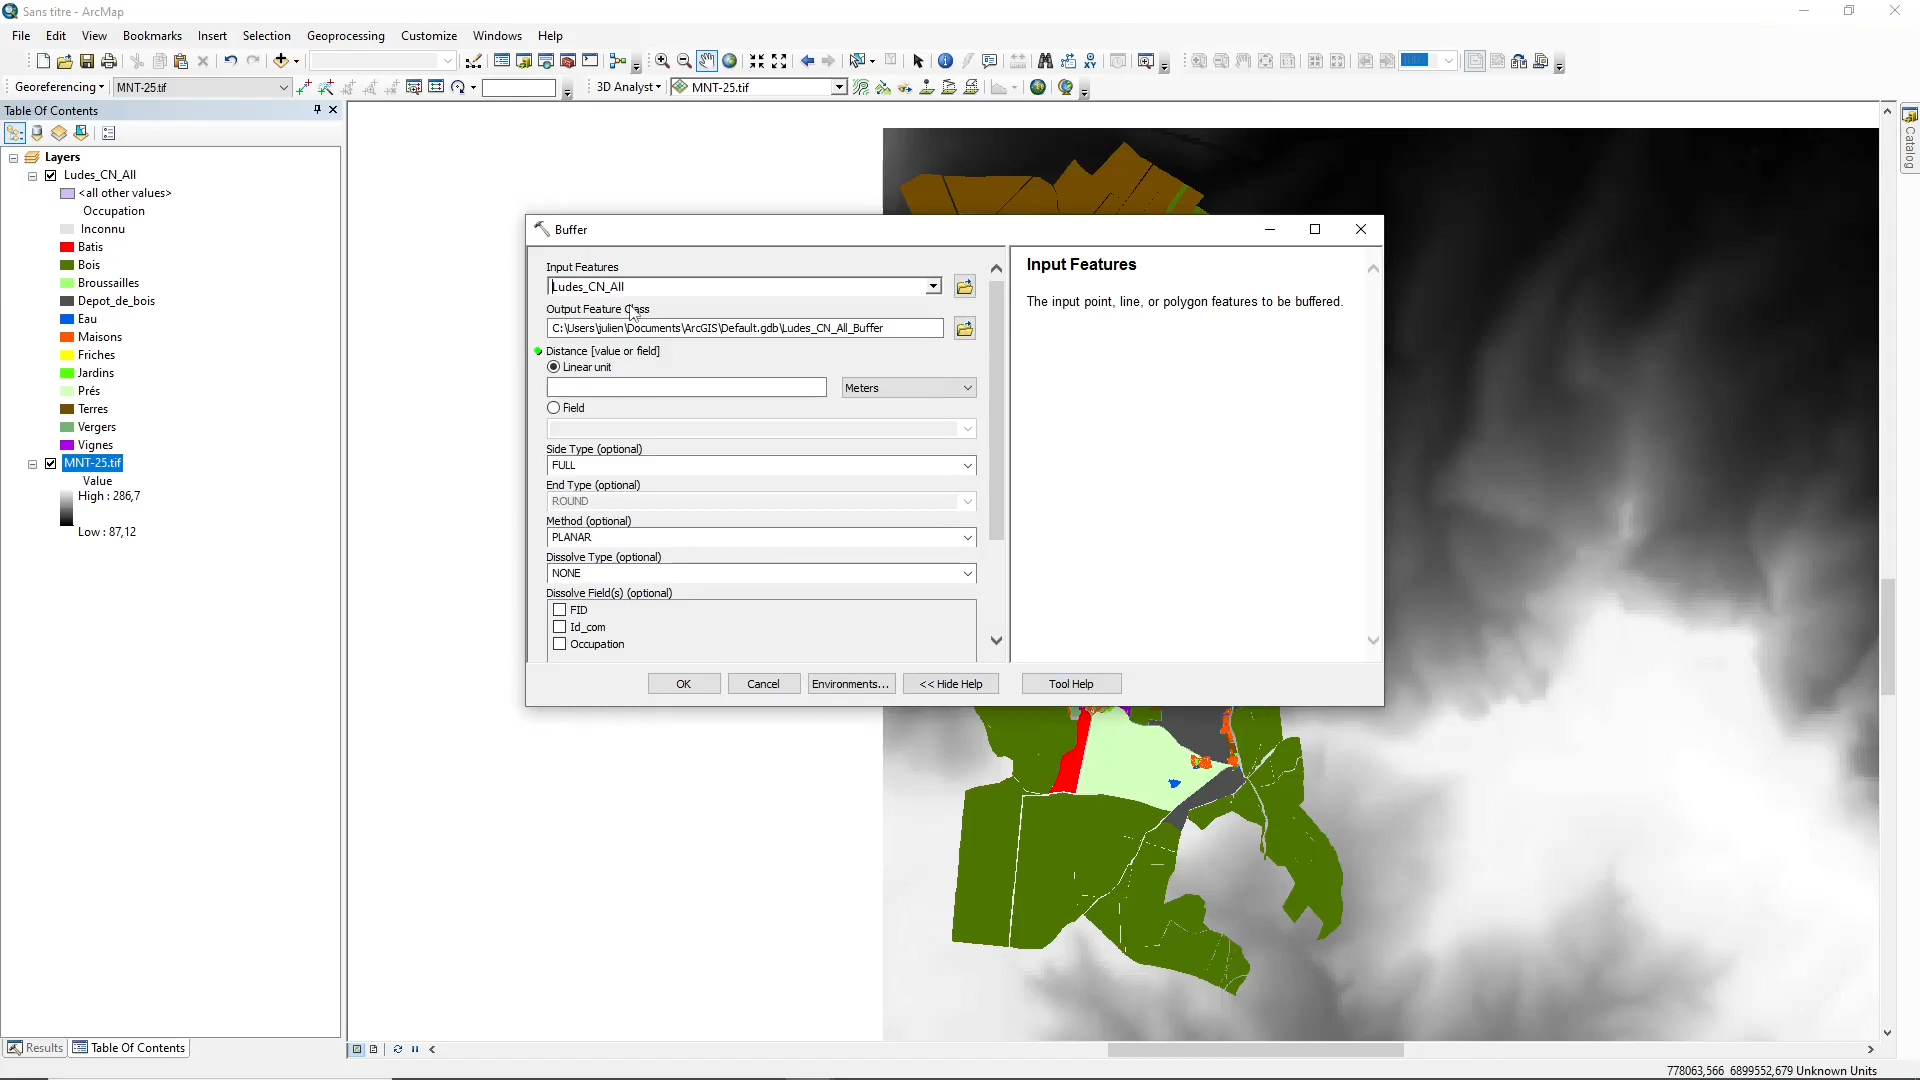 Sans titre - ArcMap
File Edit View Bookmarks Insert Selection Geoprocessing Customize Windows Help
Georeferencing MNT-25.tif 3D Analyst MNT-25.tif
Table Of Contents
Catalog
Layers
Ludes_CN_All
<all other values>
Occupation
Inconnu
Batis
Bois
Broussailles
Depot_de_bois
Eau
Maisons
Friches
Jardins
Prés
Terres
Vergers
Vignes
MNT-25.tif
Value
High : 286,7
Low : 87,12
Buffer
Input Features
Ludes_CN_All
Output Feature Class
C:\Users\julien\Documents\ArcGIS\Default.gdb\Ludes_CN_All_Buffer
Distance [value or field]
Linear unit
Meters
Field
Side Type (optional)
FULL
End Type (optional)
ROUND
Method (optional)
PLANAR
Dissolve Type (optional)
NONE
Dissolve Field(s) (optional)
FID
Id_com
Occupation
Input Features
The input point, line, or polygon features to be buffered.
OK Cancel Environments... << Hide Help Tool Help
Results Table Of Contents
778063,566 6899552,679 Unknown Units